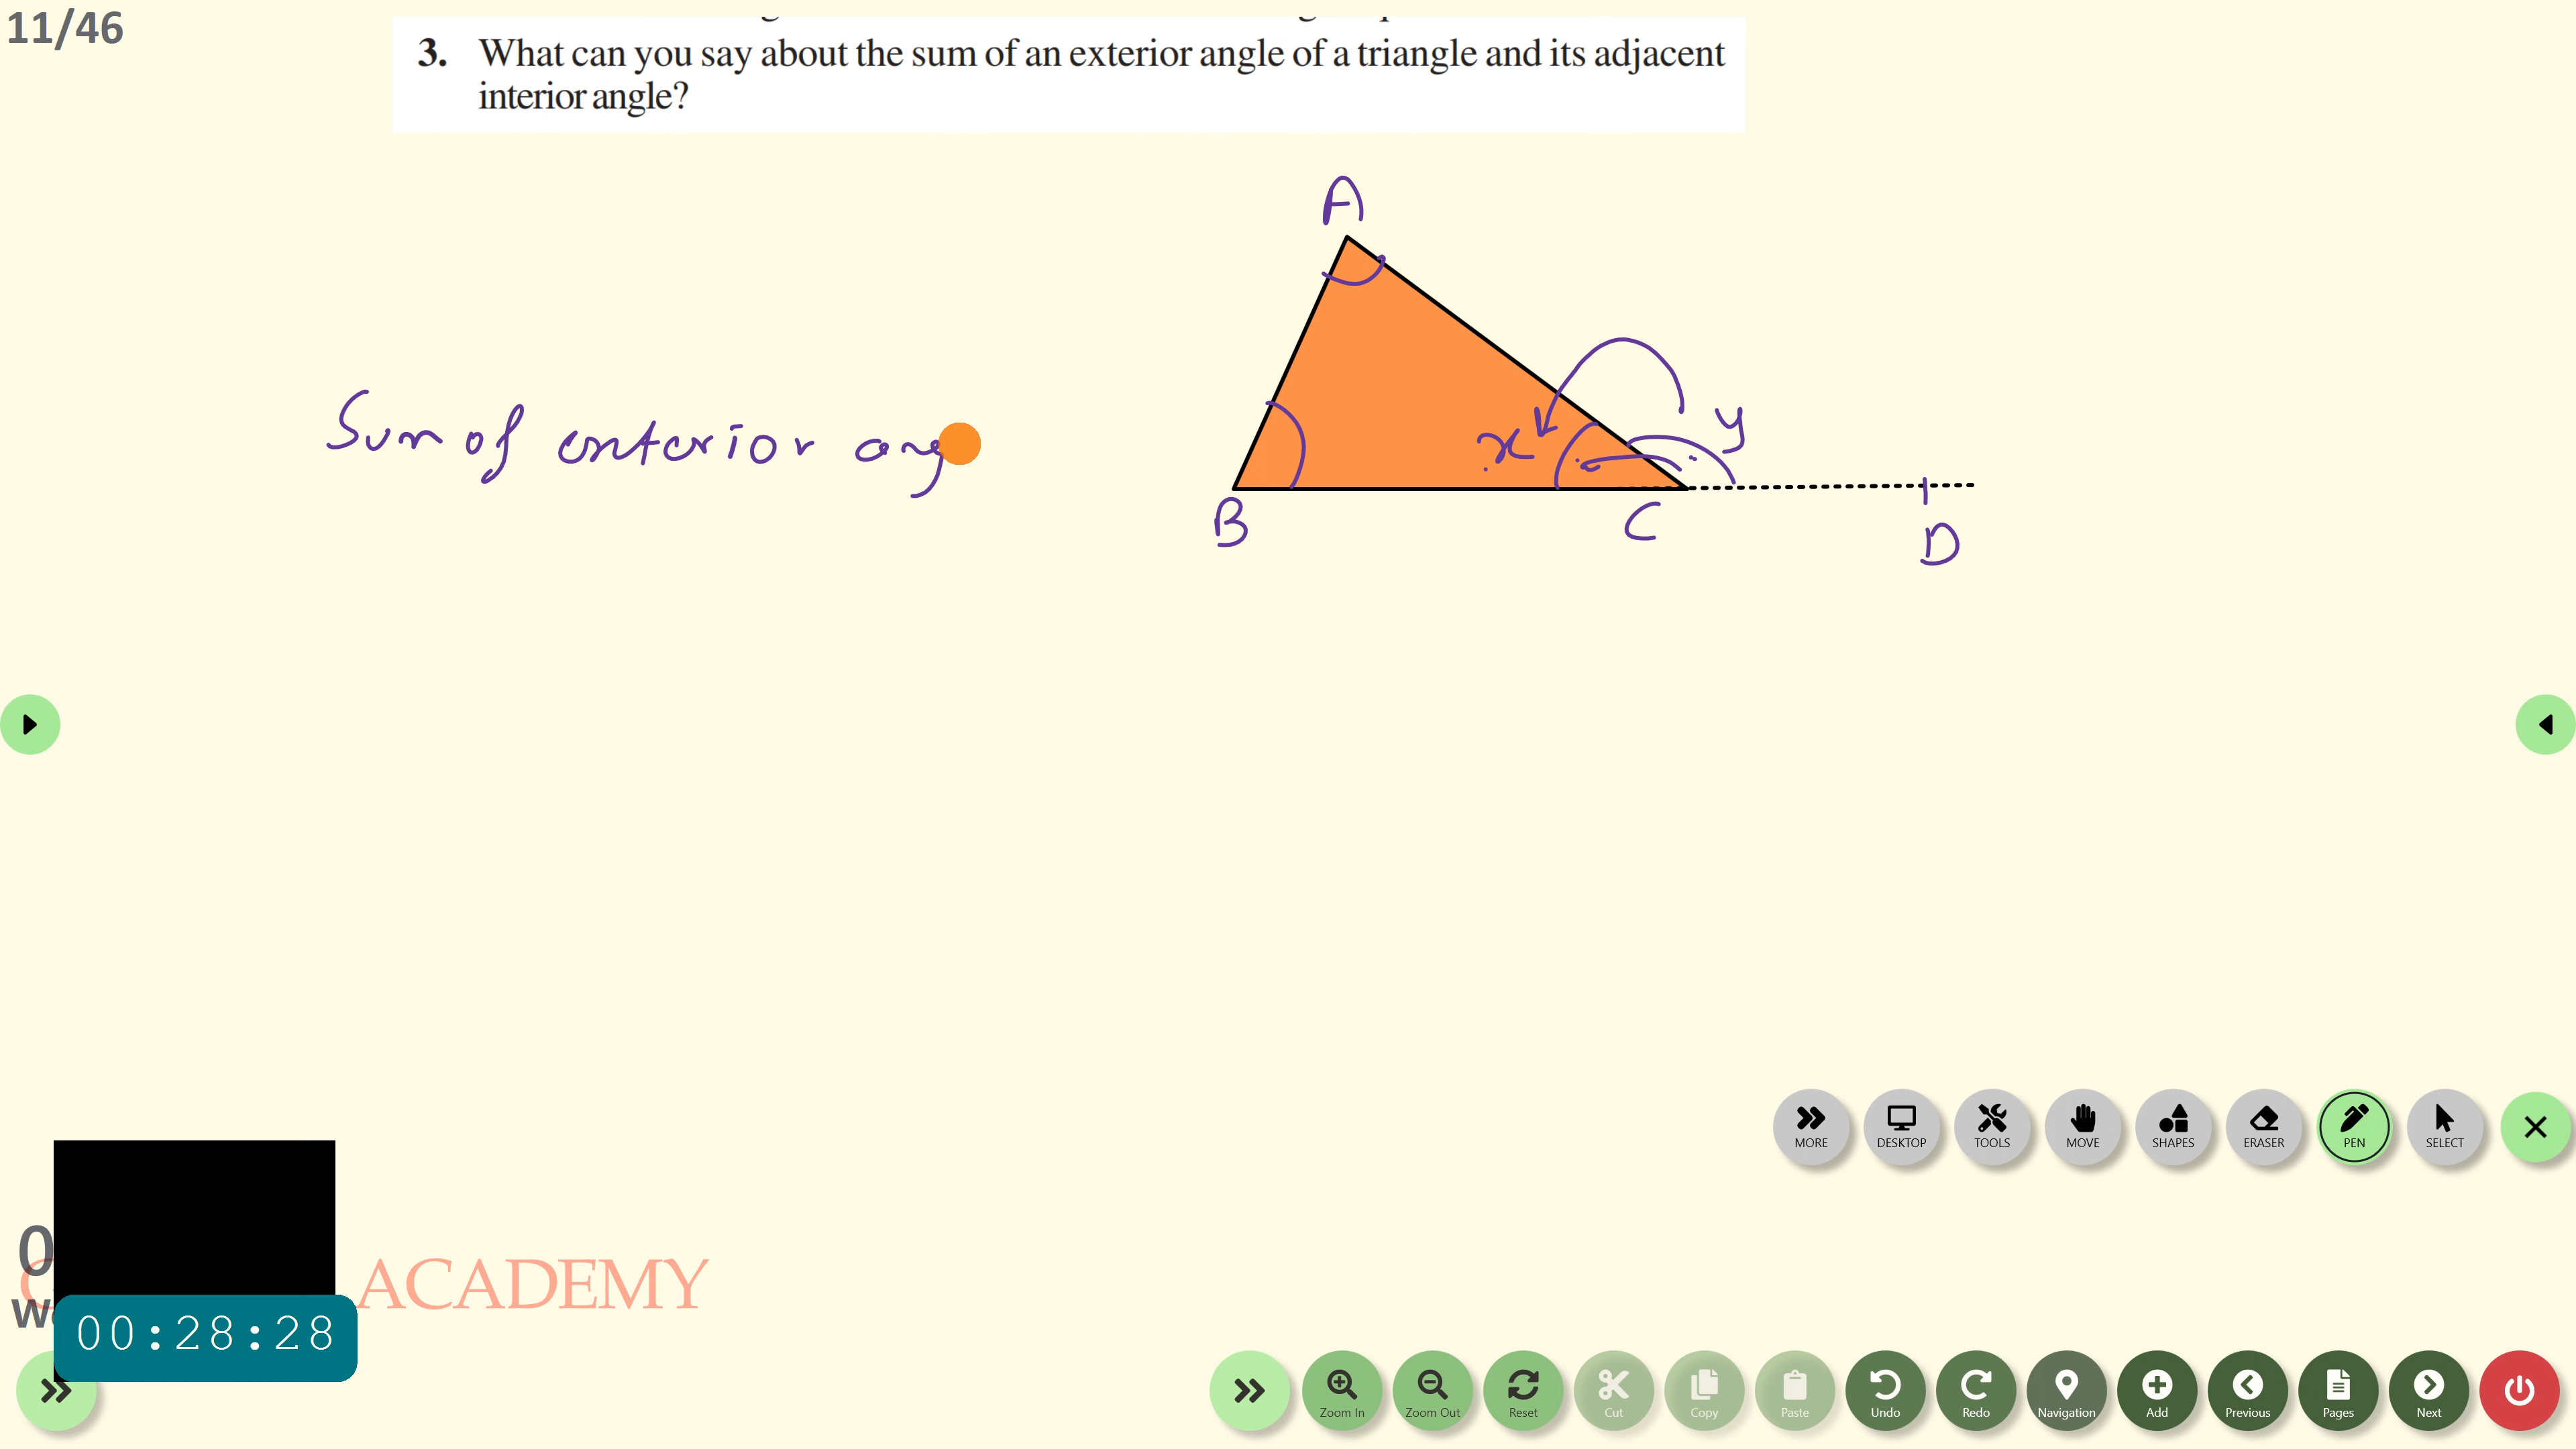 11/46
3. What can you say about the sum of an exterior angle of a triangle and its adjacent
interior angle?
A
x
y
B
C
D
Sum of exterior ang
MORE
DESKTOP
TOOLS
MOVE
SHAPES
ERASER
PEN
SELECT
ACADEMY
00:28:28
Zoom In
Zoom Out
Reset
Cut
Copy
Paste
Undo
Redo
Navigation
Add
Previous
Pages
Next